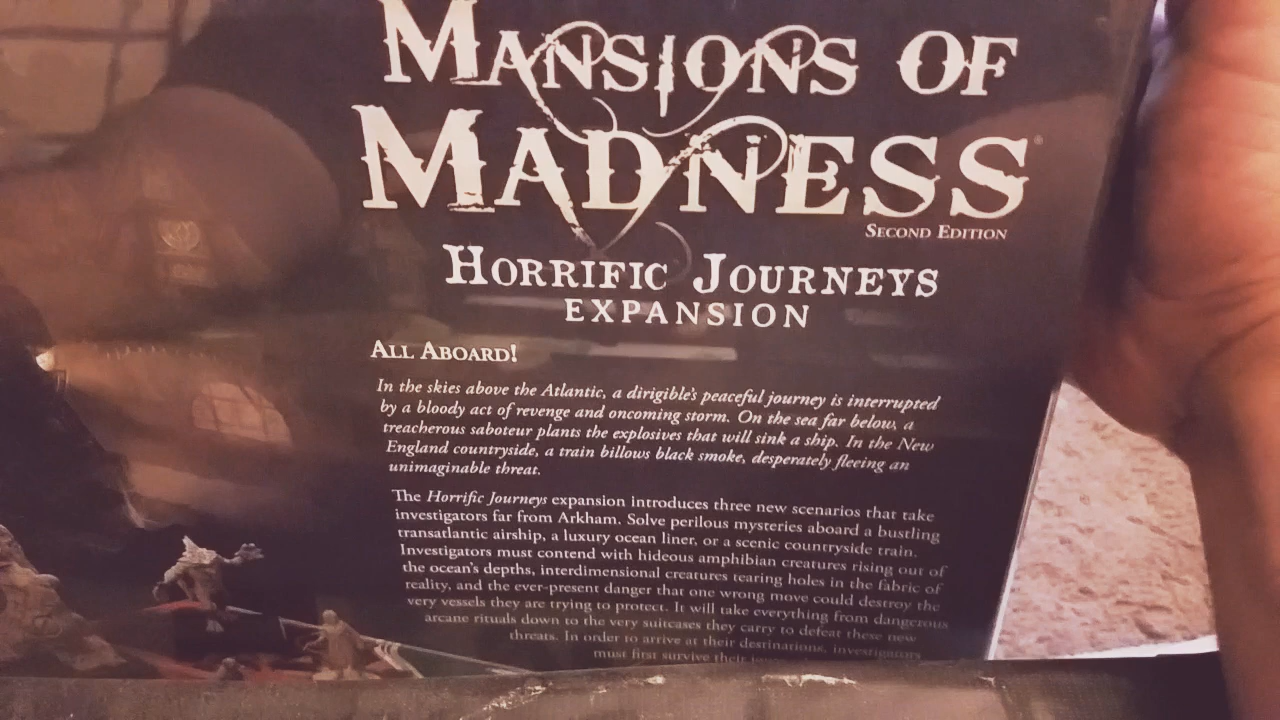 MANSIONS OF
MADNESS®
SECOND EDITION
HORRIFIC JOURNEYS
EXPANSION
ALL ABOARD!
In the skies above the Atlantic, a dirigible's peaceful journey is interrupted
by a bloody act of revenge and oncoming storm. On the sea far below, a
treacherous saboteur plants the explosives that will sink a ship. In the New
England countryside, a train billows black smoke, desperately fleeing an
unimaginable threat.
The Horrific Journeys expansion introduces three new scenarios that take
investigators far from Arkham. Solve perilous mysteries aboard a bustling
transatlantic airship, a luxury ocean liner, or a scenic countryside train.
Investigators must contend with hideous amphibian creatures rising out of
the ocean's depths, interdimensional creatures tearing holes in the fabric of
reality, and the ever-present danger that one wrong move could destroy the
very vessels they are trying to protect. It will take everything from dangerous
arcane rituals down to the very suitcases they carry to defeat these new
threats. In order to arrive at their destinations, investigators
must first survive their